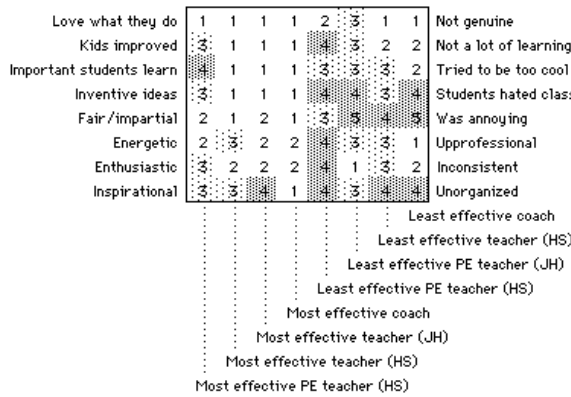 Love what they do 1 1 1 1 2 3 1 1 Not genuine
Kids improved 3 1 1 1 4 3 2 2 Not a lot of learning
Important students learn 4 1 1 1 3 3 3 2 Tried to be too cool
Inventive ideas 3 1 1 1 4 4 3 4 Students hated class
Fair/impartial 2 1 2 1 3 5 4 5 Was annoying
Energetic 2 3 2 2 4 3 3 1 Upprofessional
Enthusiastic 3 2 2 2 4 1 3 2 Inconsistent
Inspirational 3 3 4 1 4 3 4 4 Unorganized
Least effective coach
Least effective teacher (HS)
Least effective PE teacher (JH)
Least effective PE teacher (HS)
Most effective coach
Most effective teacher (JH)
Most effective teacher (HS)
Most effective PE teacher (HS)